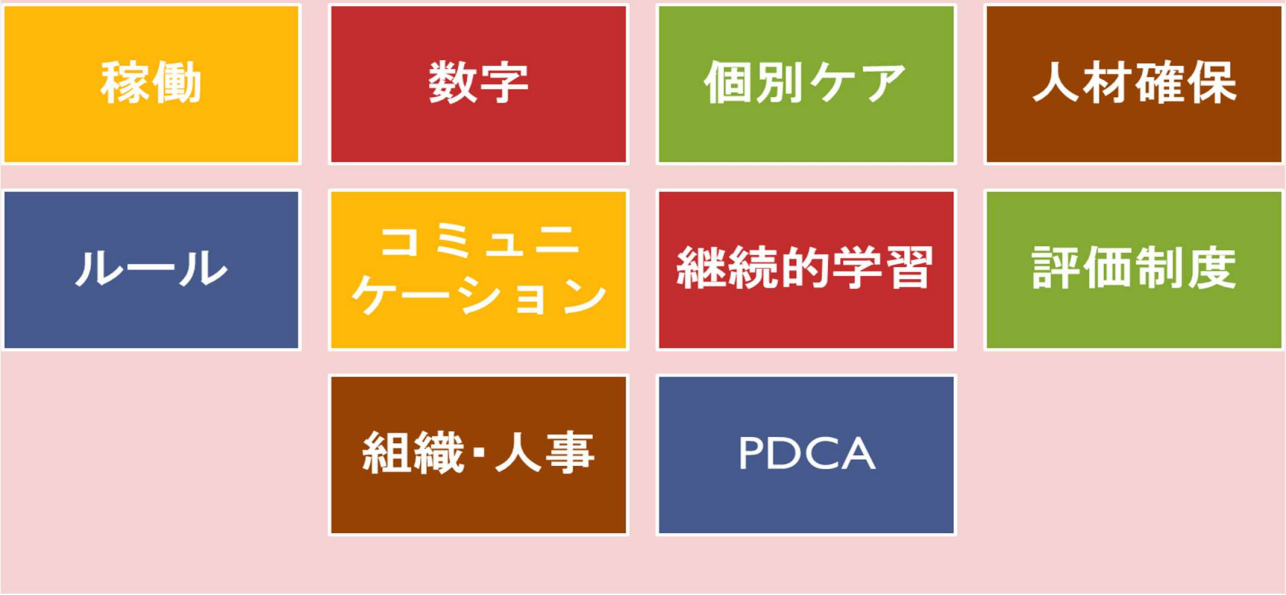 稼働
数字
個別ケア
人材確保
ルール
コミュニ
ケーション
継続的学習
評価制度
組織・人事
PDCA